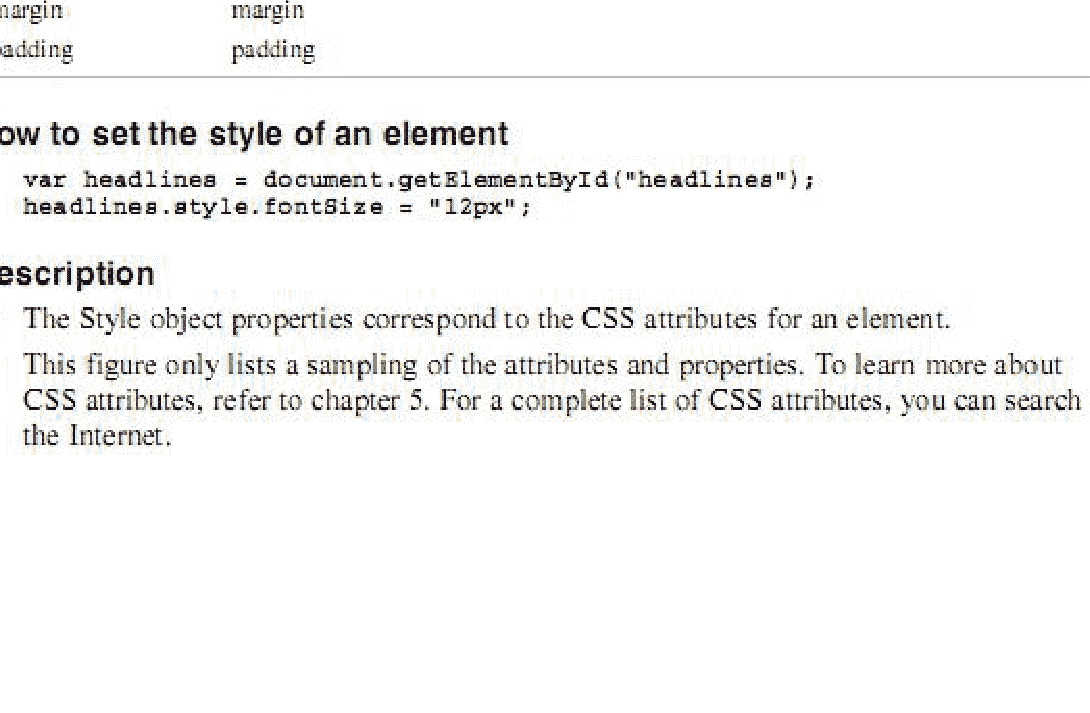 margin margin
padding padding
ow to set the style of an element
var headlines = document.getElementById("headlines");
headlines.style.fontSize = "12px";
escription
The Style object properties correspond to the CSS attributes for an element.
This figure only lists a sampling of the attributes and properties. To learn more about
CSS attributes, refer to chapter 5. For a complete list of CSS attributes, you can search
the Internet.